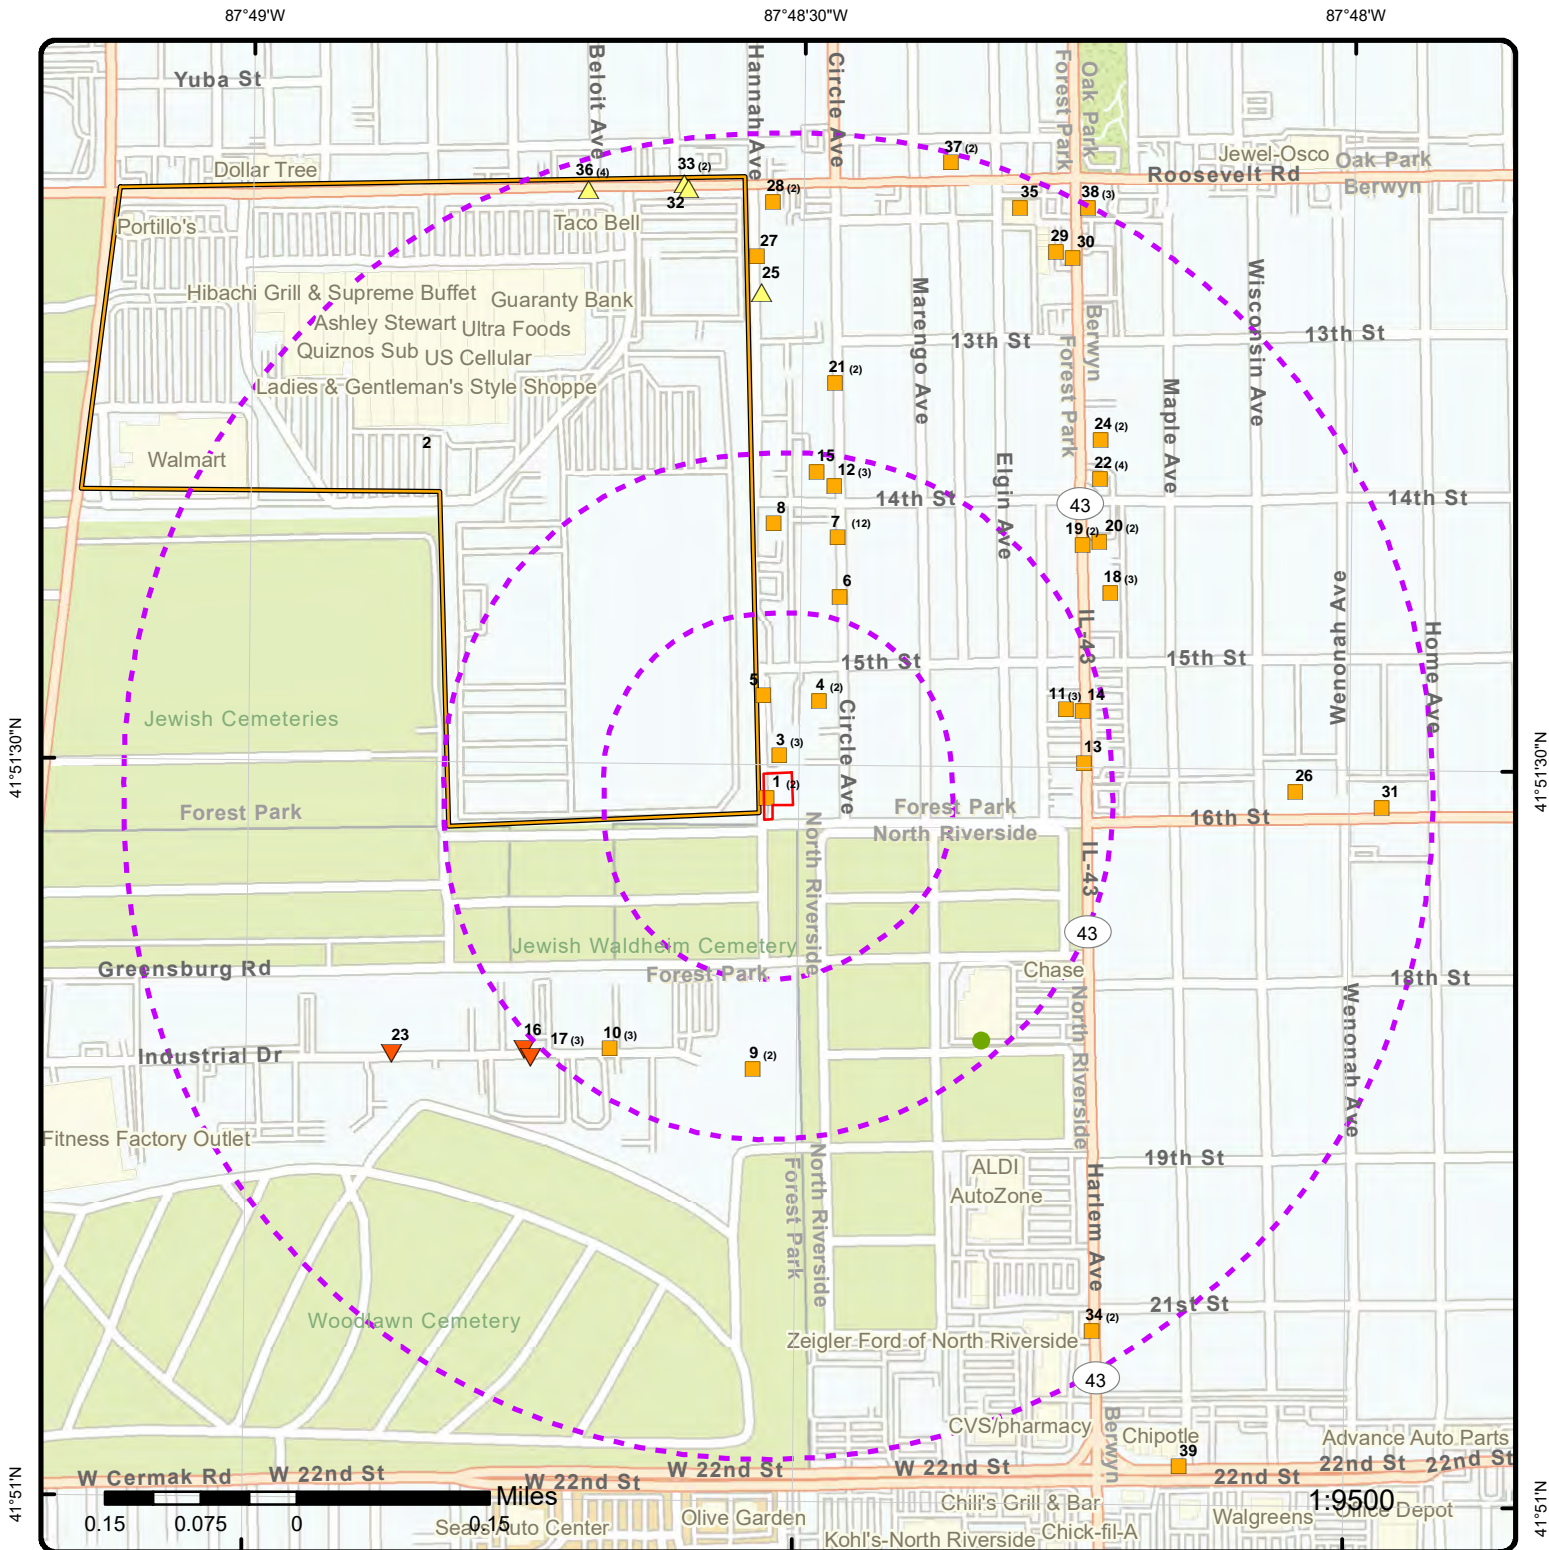 87°49'W
87°48'30"W
87°48'W
Yuba St
Beloit Ave
Hannah Ave
Circle Ave
Forest Park
Oak Park
Dollar Tree
36 (4)
33 (2)
32
37 (2)
Jewel-Osco
Oak Park
Roosevelt Rd
Berwyn
28 (2)
35
38 (3)
Portillo's
Taco Bell
27
29
30
25
Hibachi Grill & Supreme Buffet
Guaranty Bank
Ashley Stewart
Ultra Foods
Quiznos Sub
US Cellular
Ladies & Gentleman's Style Shoppe
Marengo Ave
13th St
Berwyn
Forest Park
Wisconsin Ave
13th St
21 (2)
Maple Ave
2
Walmart
24 (2)
15
12 (3)
22 (4)
Elgin Ave
14th St
43
14th St
8
7 (12)
19 (2)
20 (2)
6
18 (3)
IL-43
Wenonah Ave
Home Ave
15th St
15th St
5
4 (2)
Circle Ave
11 (3)
14
Jewish Cemeteries
3 (3)
13
41°51'30"N
41°51'30"N
1 (2)
26
31
Forest Park
Forest Park
North Riverside
16th St
North Riverside
IL-43
43
Jewish Waldheim Cemetery
Greensburg Rd
Forest Park
Chase
18th St
North Riverside
Wenonah Ave
23
16
17 (3)
10 (3)
9 (2)
Industrial Dr
Fitness Factory Outlet
North Riverside
Forest Park
19th St
ALDI
AutoZone
Harlem Ave
Woodlawn Cemetery
21st St
34 (2)
Zeigler Ford of North Riverside
43
CVS/pharmacy
Berwyn
Chipotle
39
Advance Auto Parts
41°51'N
41°51'N
W Cermak Rd
W 22nd St
W 22nd St
W 22nd St
W 22nd St
22nd St
22nd St
22nd St
Miles
0.15
0.075
0
0.15
Sears Auto Center
Olive Garden
Chili's Grill & Bar
Kohl's-North Riverside
Chick-fil-A
Walgreens
1:9500
Office Depot